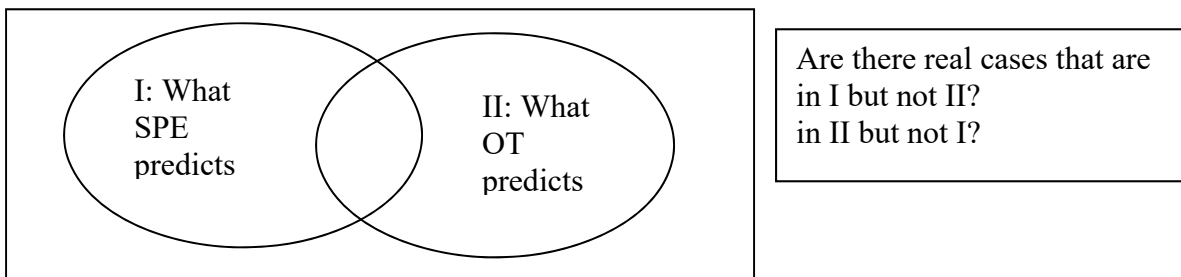 I: What
SPE
predicts
II: What
OT
predicts
Are there real cases that are
in I but not II?
in II but not I?